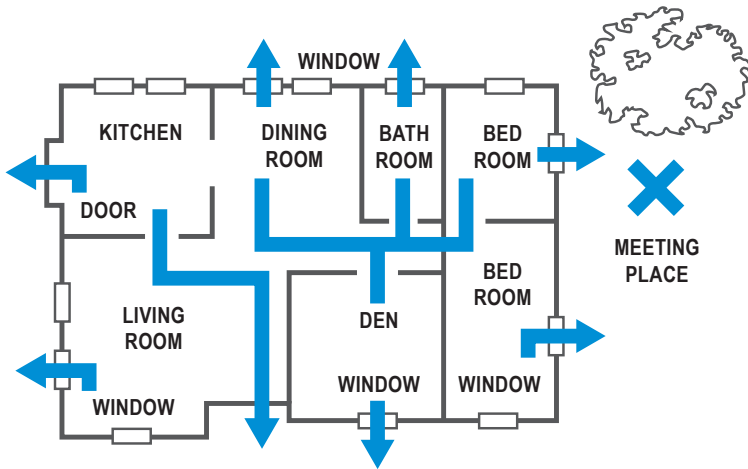 WINDOW
KITCHEN
DINING
ROOM
BATH
ROOM
BED
ROOM
DOOR
MEETING
PLACE
BED
ROOM
LIVING
ROOM
DEN
WINDOW
WINDOW
WINDOW